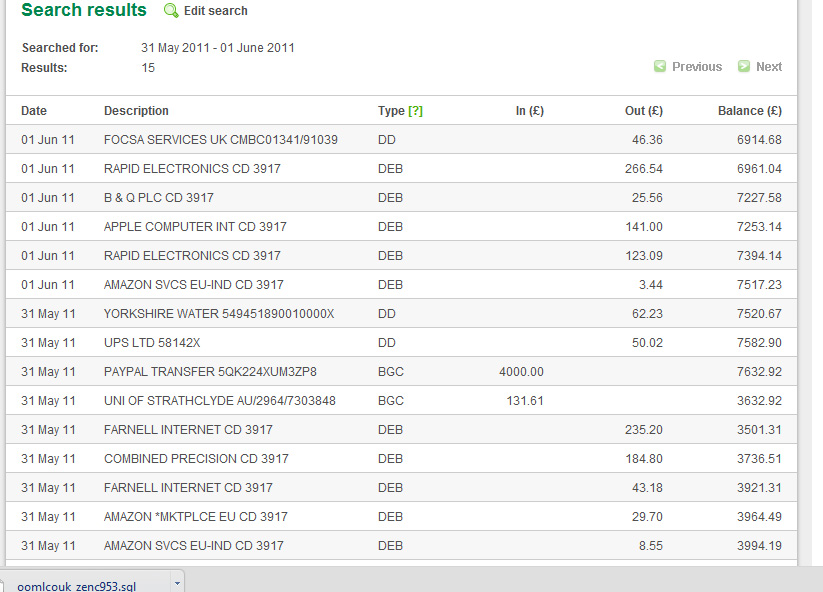 Search results Edit search
Searched for: 31 May 2011 - 01 June 2011
Results: 15
Previous Next
Date Description Type [?] In (£) Out (£) Balance (£)
01 Jun 11 FOCSA SERVICES UK CMBC01341/91039 DD 46.36 6914.68
01 Jun 11 RAPID ELECTRONICS CD 3917 DEB 266.54 6961.04
01 Jun 11 B & Q PLC CD 3917 DEB 25.56 7227.58
01 Jun 11 APPLE COMPUTER INT CD 3917 DEB 141.00 7253.14
01 Jun 11 RAPID ELECTRONICS CD 3917 DEB 123.09 7394.14
01 Jun 11 AMAZON SVCS EU-IND CD 3917 DEB 3.44 7517.23
31 May 11 YORKSHIRE WATER 549451890010000X DD 62.23 7520.67
31 May 11 UPS LTD 58142X DD 50.02 7582.90
31 May 11 PAYPAL TRANSFER 5QK224XUM3ZP8 BGC 4000.00 7632.92
31 May 11 UNI OF STRATHCLYDE AU/2964/7303848 BGC 131.61 3632.92
31 May 11 FARNELL INTERNET CD 3917 DEB 235.20 3501.31
31 May 11 COMBINED PRECISION CD 3917 DEB 184.80 3736.51
31 May 11 FARNELL INTERNET CD 3917 DEB 43.18 3921.31
31 May 11 AMAZON *MKTPLCE EU CD 3917 DEB 29.70 3964.49
31 May 11 AMAZON SVCS EU-IND CD 3917 DEB 8.55 3994.19
oomlcouk_zenc953.sql